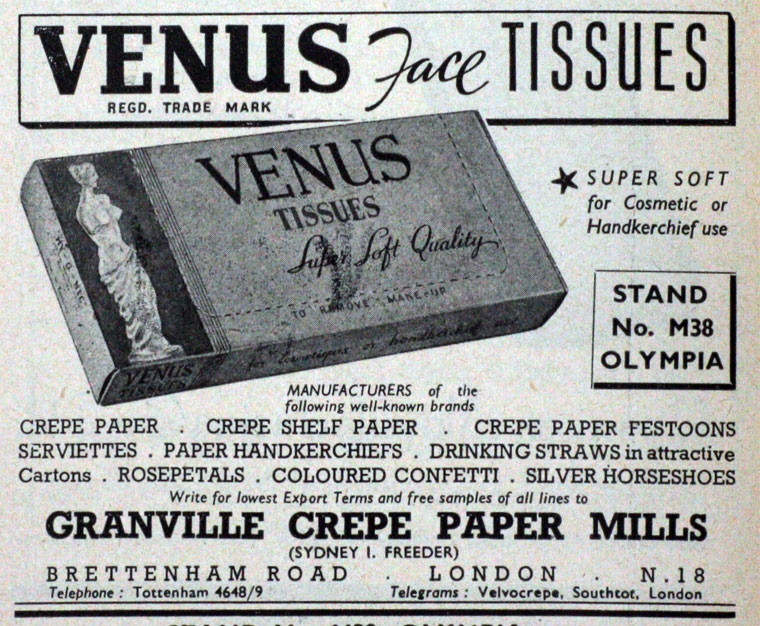 VENUS Face TISSUES
REGD. TRADE MARK
VENUS
TISSUES
Super Soft Quality
TO REMOVE MAKE-UP
VENUS
TISSUES
SUPER SOFT
for Cosmetic or
Handkerchief use
STAND
No. M38
OLYMPIA
MANUFACTURERS of the
following well-known brands
CREPE PAPER . CREPE SHELF PAPER . CREPE PAPER FESTOONS
SERVIETTES . PAPER HANDKERCHIEFS . DRINKING STRAWS in attractive
Cartons . ROSEPETALS . COLOURED CONFETTI . SILVER HORSESHOES
Write for lowest Export Terms and free samples of all lines to
GRANVILLE CREPE PAPER MILLS
(SYDNEY I. FREEDER)
BRETTENHAM ROAD . LONDON . N.18
Telephone : Tottenham 4648/9 Telegrams : Velvocrepe, Southtot, London